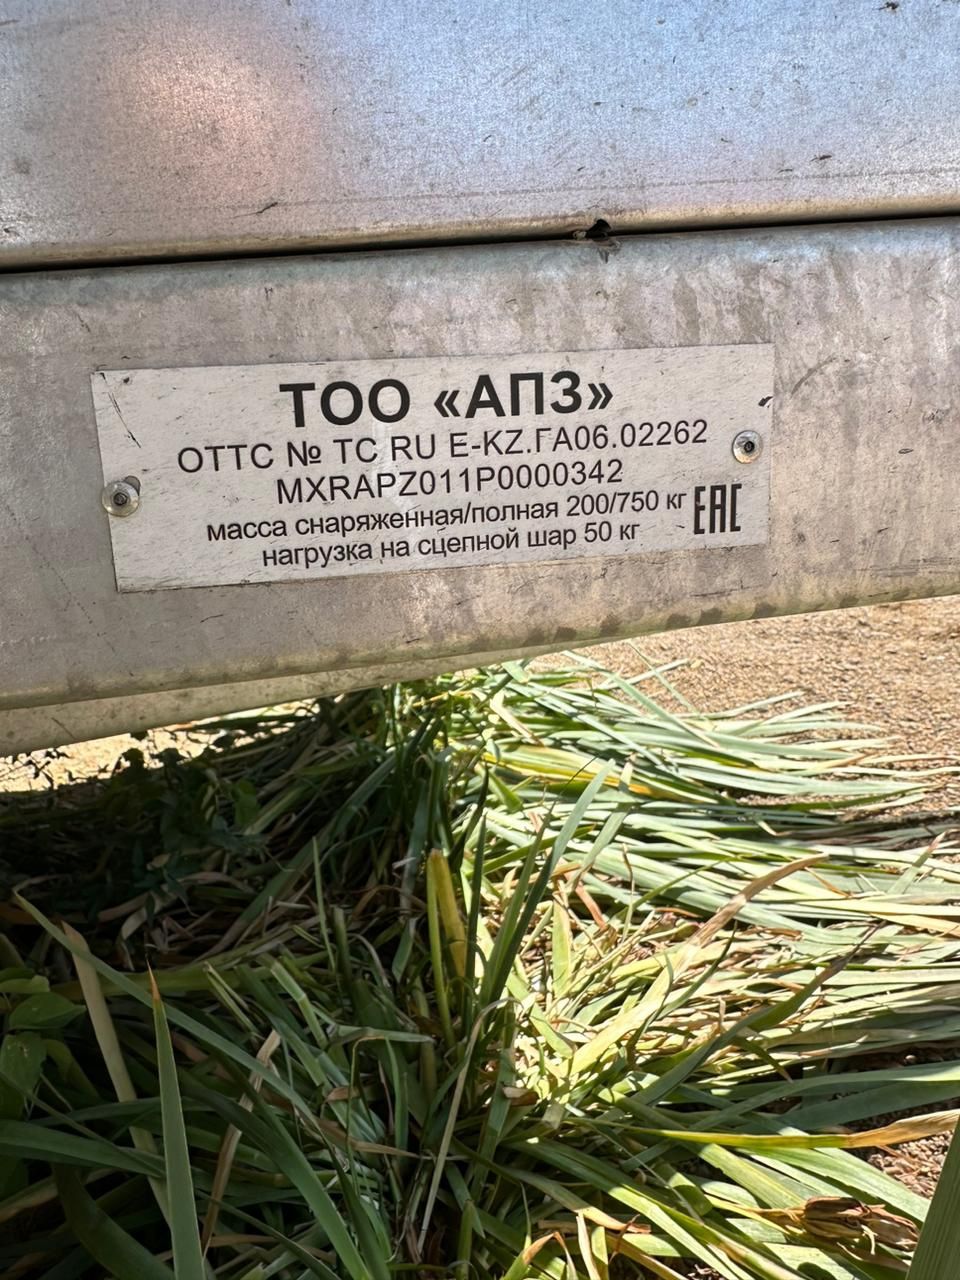 ТОО «АПЗ»
ОТТС № ТС RU E-KZ.ГА06.02262
MXRAPZ011P0000342
масса снаряженная/полная 200/750 кг
нагрузка на сцепной шар 50 кг
EAC